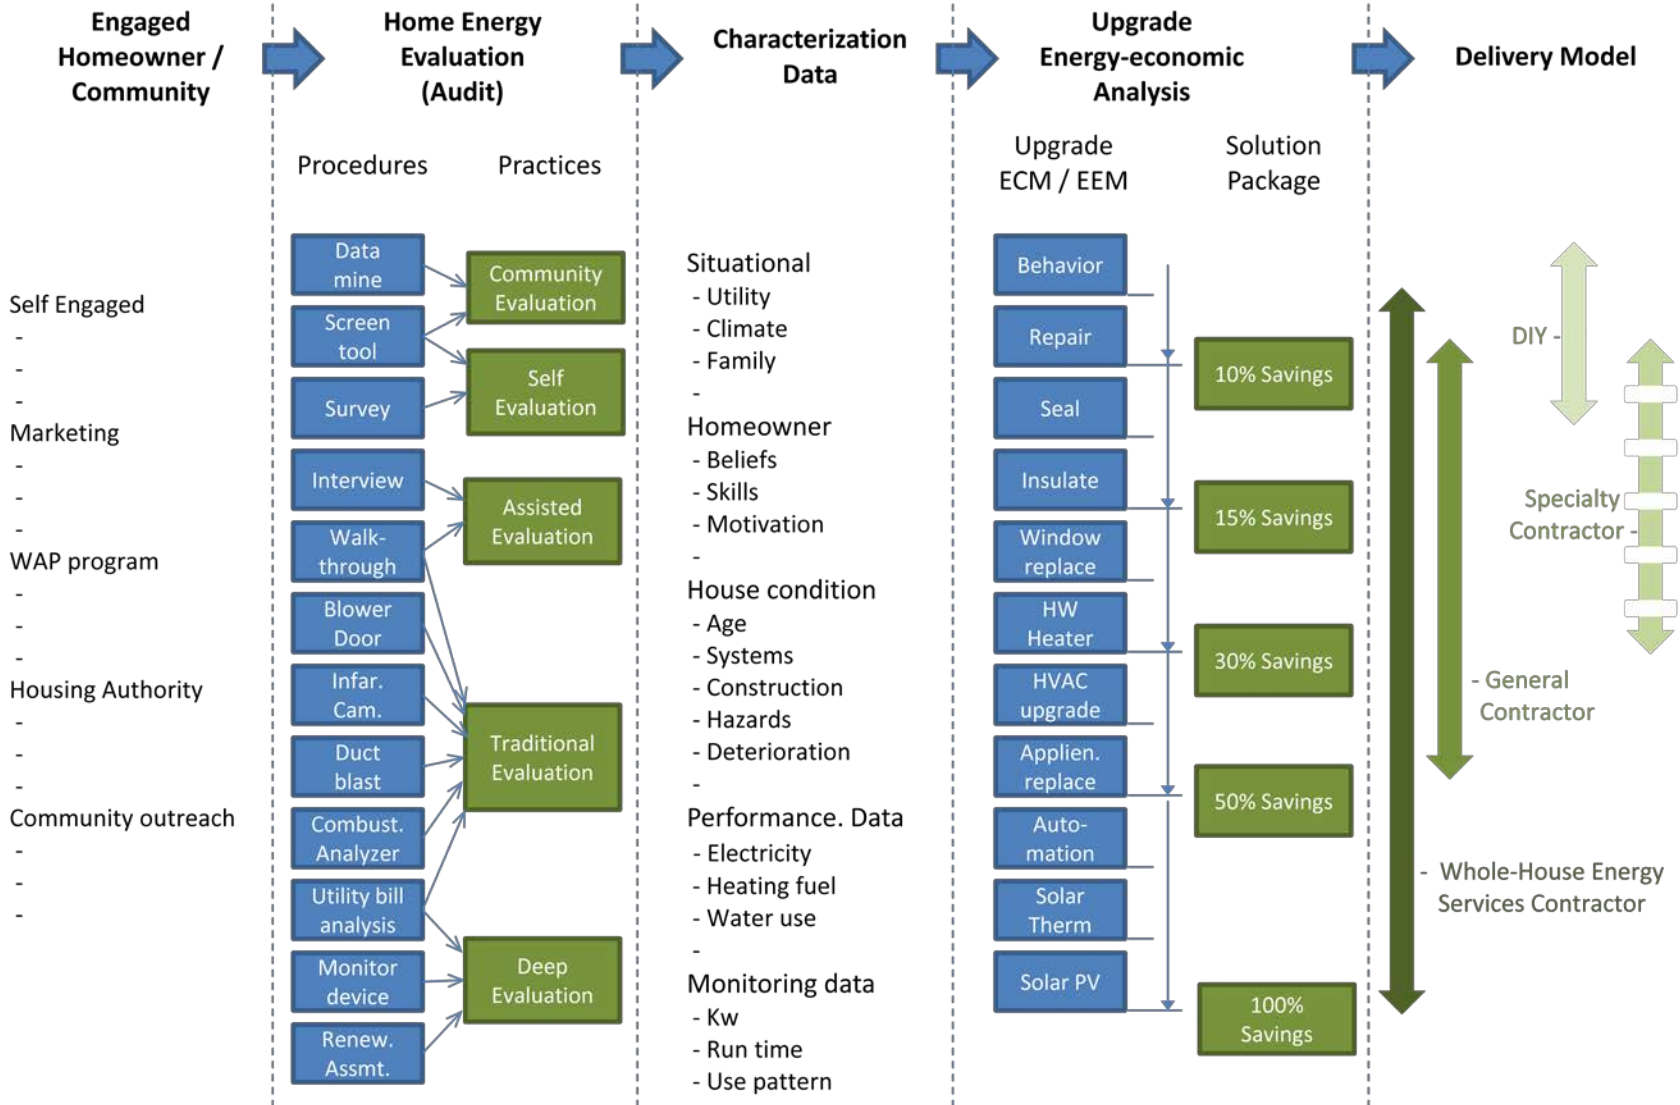 Engaged
Homeowner /
Community
Home Energy
Evaluation
(Audit)
Characterization
Data
Upgrade
Energy-economic
Analysis
Delivery Model
Procedures
Practices
Upgrade
ECM / EEM
Solution
Package
Self Engaged
-
-
-
Marketing
-
-
-
WAP program
-
-
-
Housing Authority
-
-
-
Community outreach
-
-
-
Data
mine
Screen
tool
Survey
Interview
Walk-
through
Blower
Door
Infar.
Cam.
Duct
blast
Combust.
Analyzer
Utility bill
analysis
Monitor
device
Renew.
Assmt.
Community
Evaluation
Self
Evaluation
Assisted
Evaluation
Traditional
Evaluation
Deep
Evaluation
Situational
- Utility
- Climate
- Family
-
Homeowner
- Beliefs
- Skills
- Motivation
-
House condition
- Age
- Systems
- Construction
- Hazards
- Deterioration
-
Performance. Data
- Electricity
- Heating fuel
- Water use
-
Monitoring data
- Kw
- Run time
- Use pattern
Behavior
Repair
Seal
Insulate
Window
replace
HW
Heater
HVAC
upgrade
Applien.
replace
Auto-
mation
Solar
Therm
Solar PV
10% Savings
15% Savings
30% Savings
50% Savings
100%
Savings
DIY -
Specialty
Contractor -
- General
Contractor
- Whole-House Energy
Services Contractor